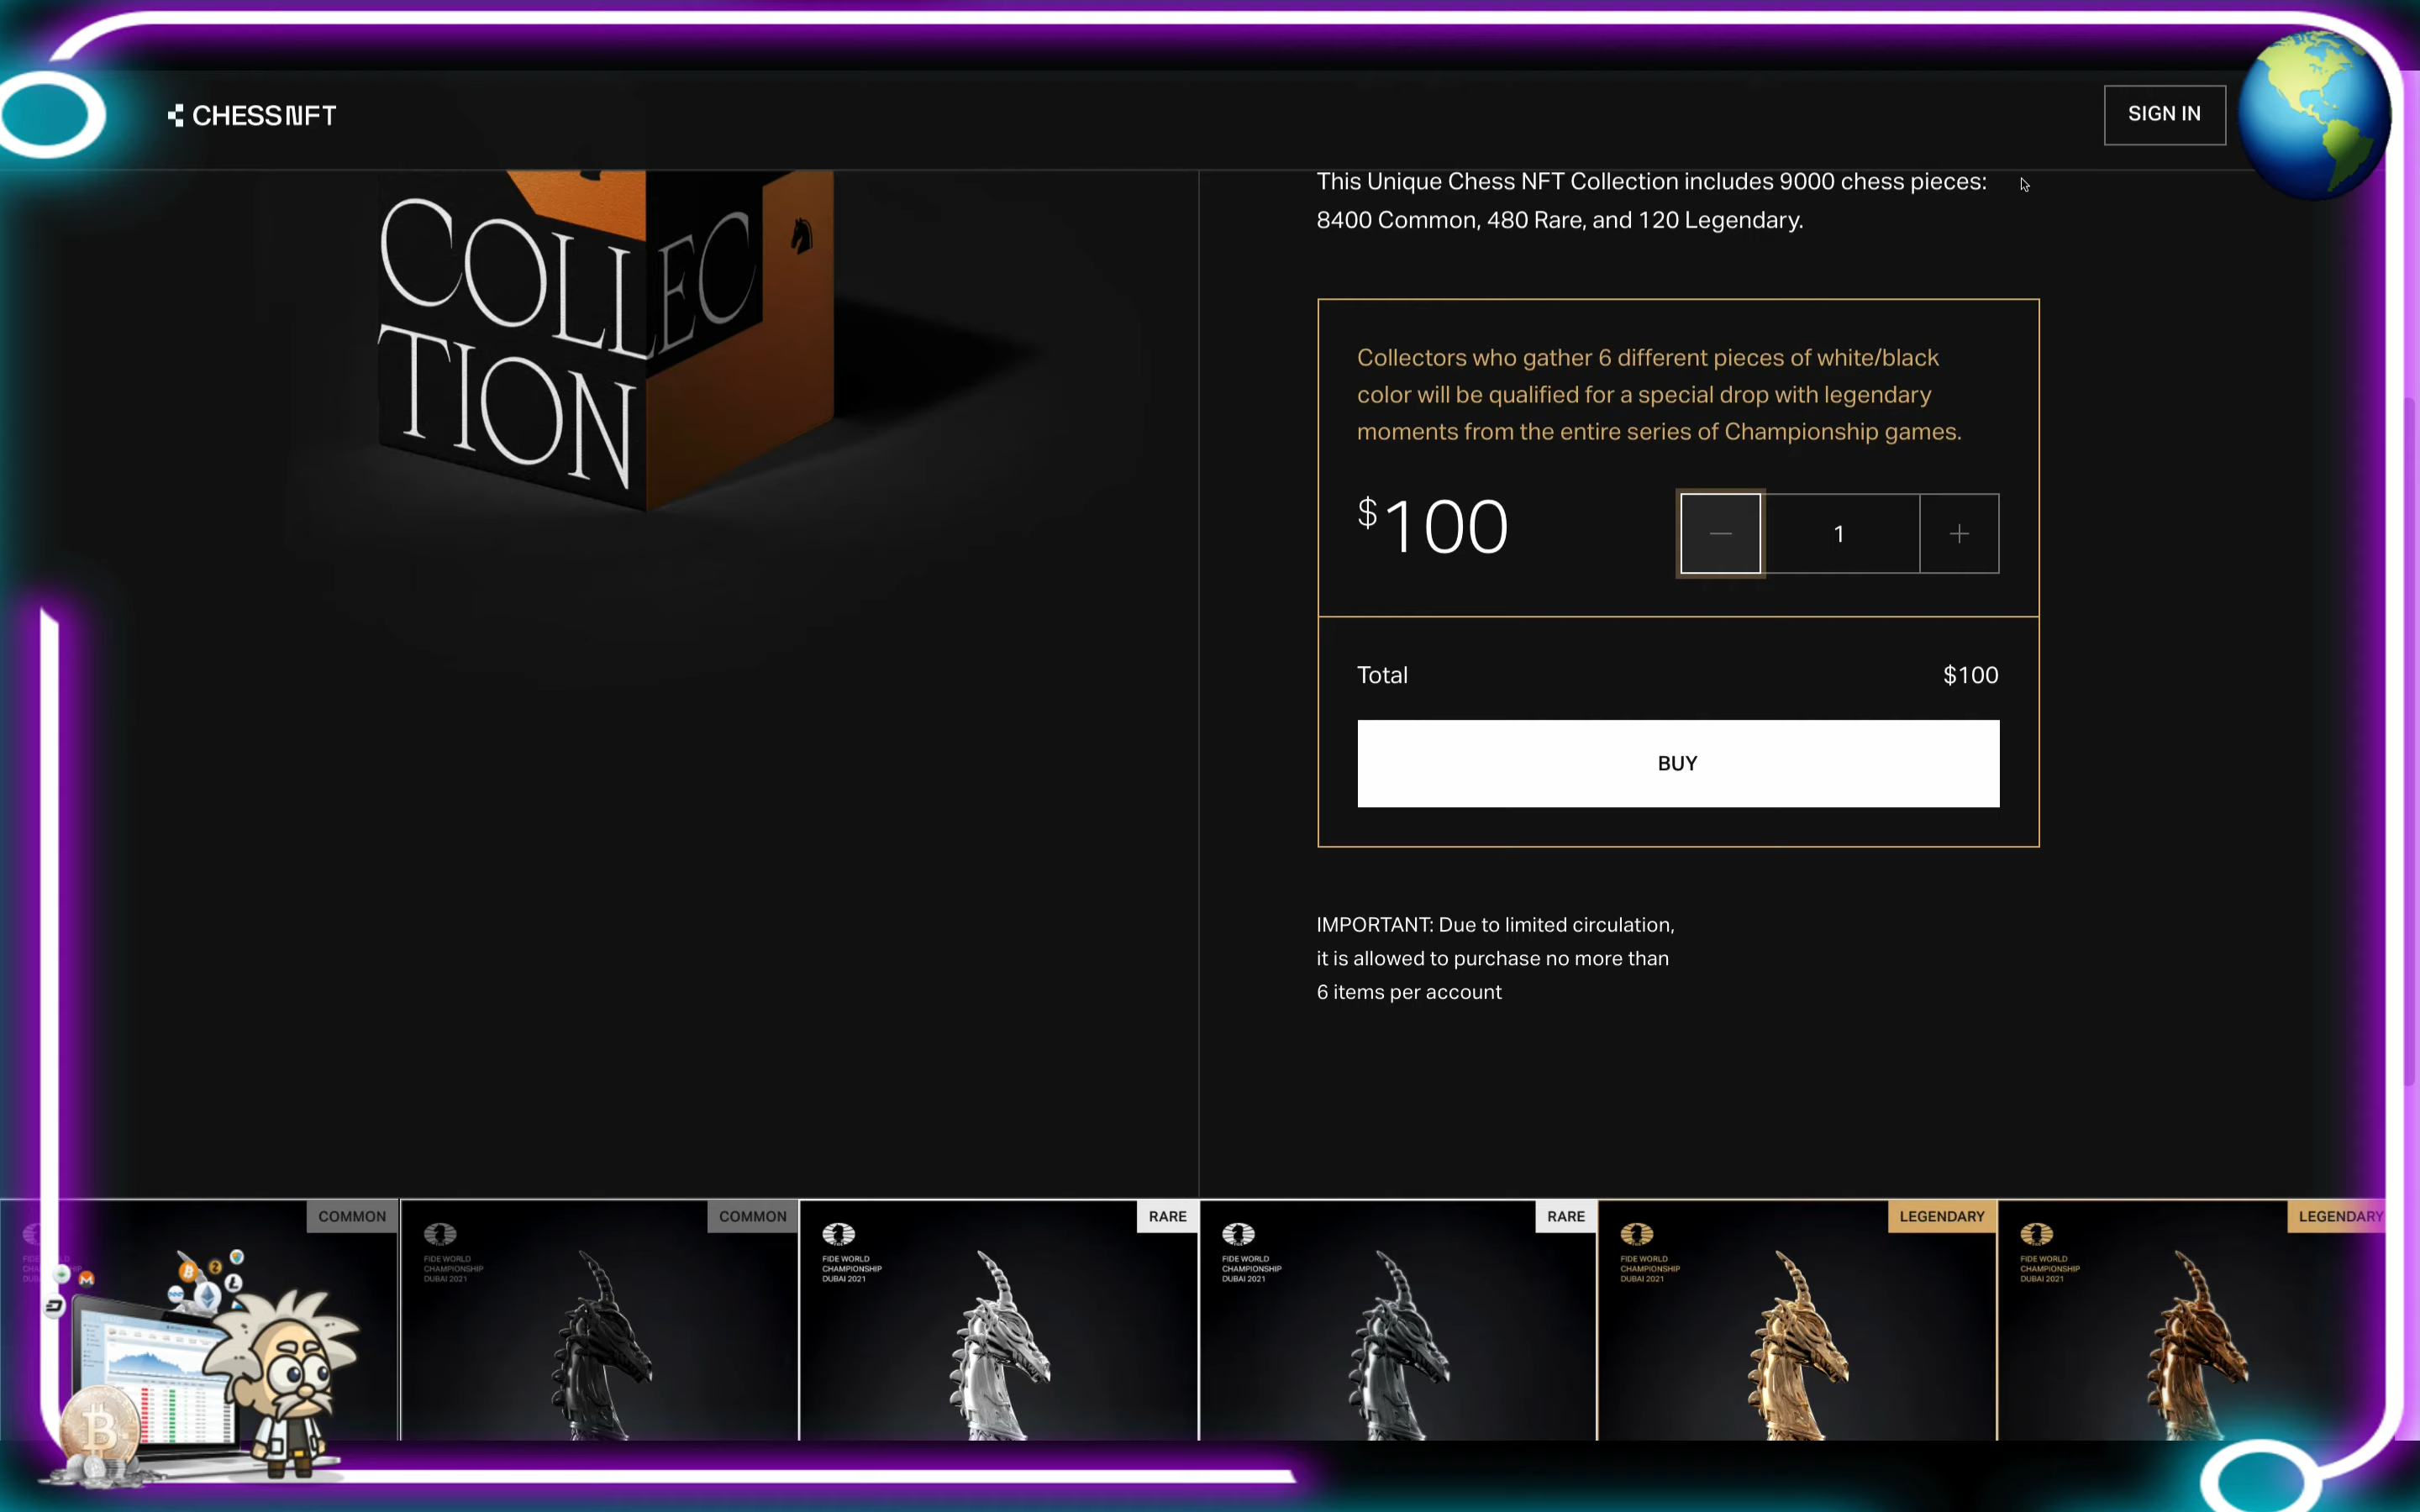 CHESSNFT
SIGN IN
COLLEC
TION
This Unique Chess NFT Collection includes 9000 chess pieces:
8400 Common, 480 Rare, and 120 Legendary.
Collectors who gather 6 different pieces of white/black
color will be qualified for a special drop with legendary
moments from the entire series of Championship games.
$100
1
Total
$100
BUY
IMPORTANT: Due to limited circulation,
it is allowed to purchase no more than
6 items per account
COMMON
COMMON
FIDE WORLD
CHAMPIONSHIP
DUBAI 2021
RARE
FIDE WORLD
CHAMPIONSHIP
DUBAI 2021
RARE
FIDE WORLD
CHAMPIONSHIP
DUBAI 2021
LEGENDARY
FIDE WORLD
CHAMPIONSHIP
DUBAI 2021
LEGENDARY
FIDE WORLD
CHAMPIONSHIP
DUBAI 2021